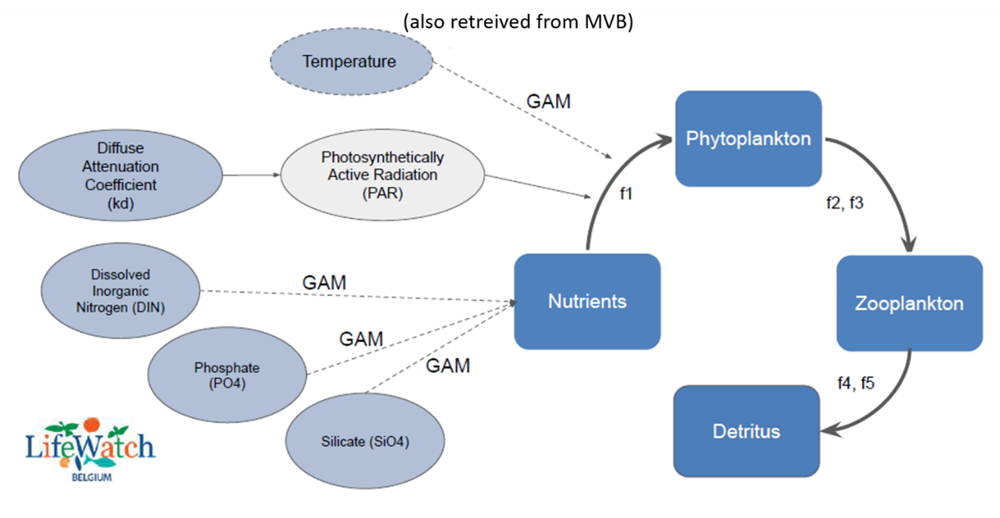 (also retreived from MVB)
Temperature
GAM
Phytoplankton
Diffuse
Attenuation
Coefficient
(kd)
Photosynthetically
Active Radiation
(PAR)
f1
f2, f3
Dissolved
Inorganic
Nitrogen (DIN)
GAM
Nutrients
Zooplankton
GAM
Phosphate
(PO4)
GAM
Silicate (SiO4)
f4, f5
Detritus
LifeWatch
BELGIUM